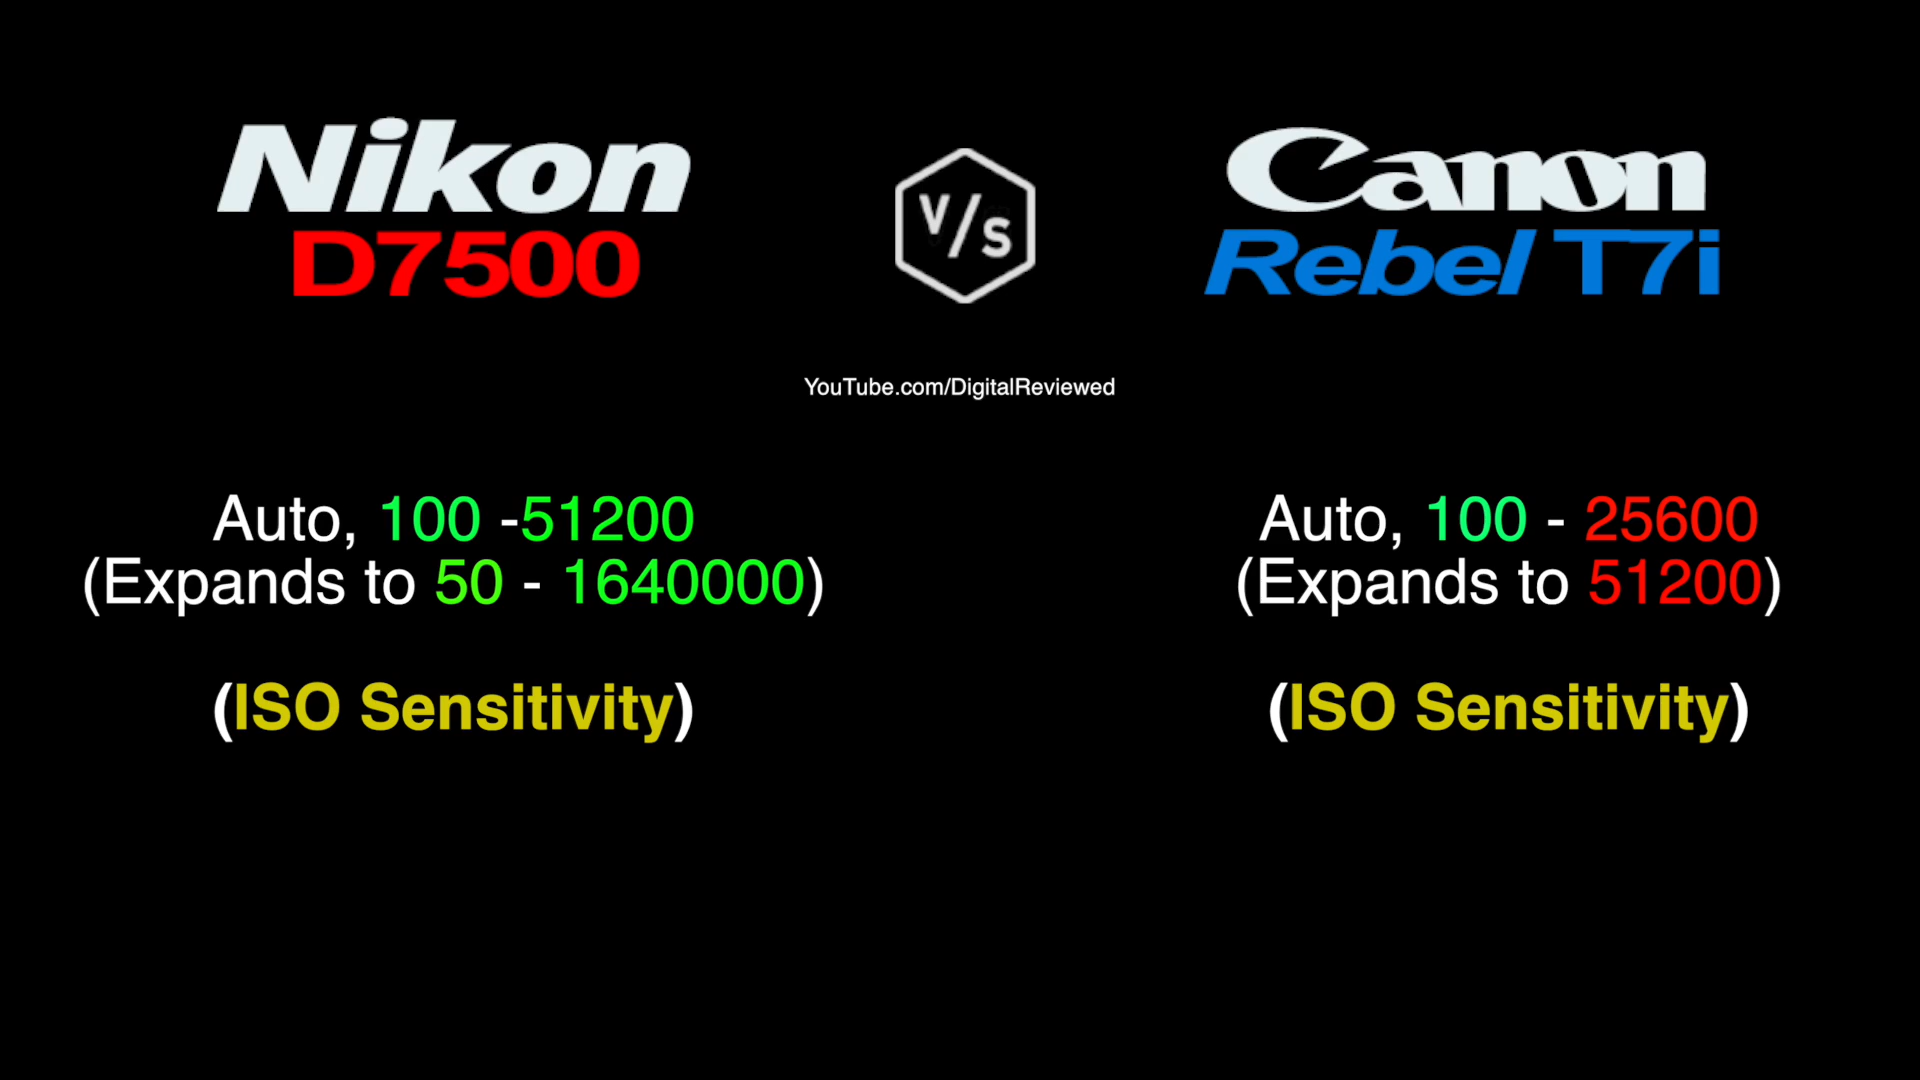 Nikon
D7500
V/S
Canon
Rebel T7i
YouTube.com/DigitalReviewed
Auto, 100 -51200
(Expands to 50 - 1640000)
(ISO Sensitivity)
Auto, 100 - 25600
(Expands to 51200)
(ISO Sensitivity)